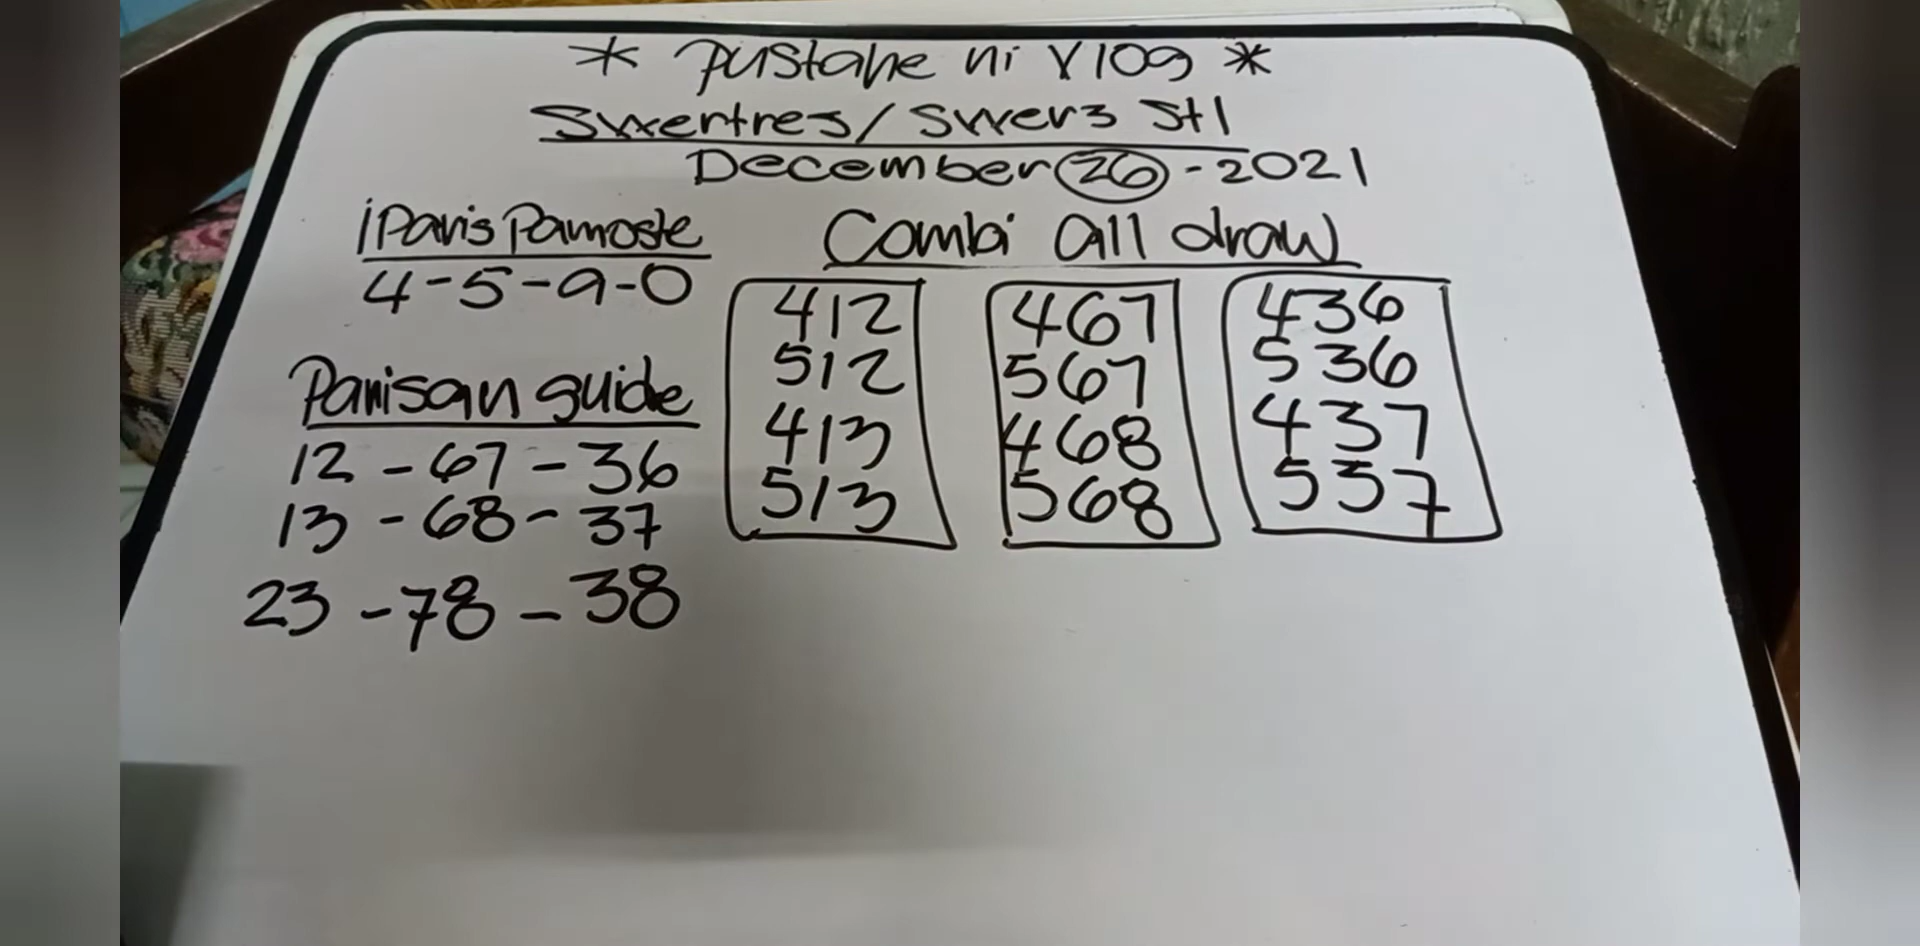 * Pustahe ni Vlog *
Swertres/Swer3 Stl
December 26-2021
iParis Pamoste
4-5-9-0
Parisan guide
12-67-36
13-68-37
23-78-38
Combi all draw
412
512
413
513
467
567
468
568
436
536
437
537